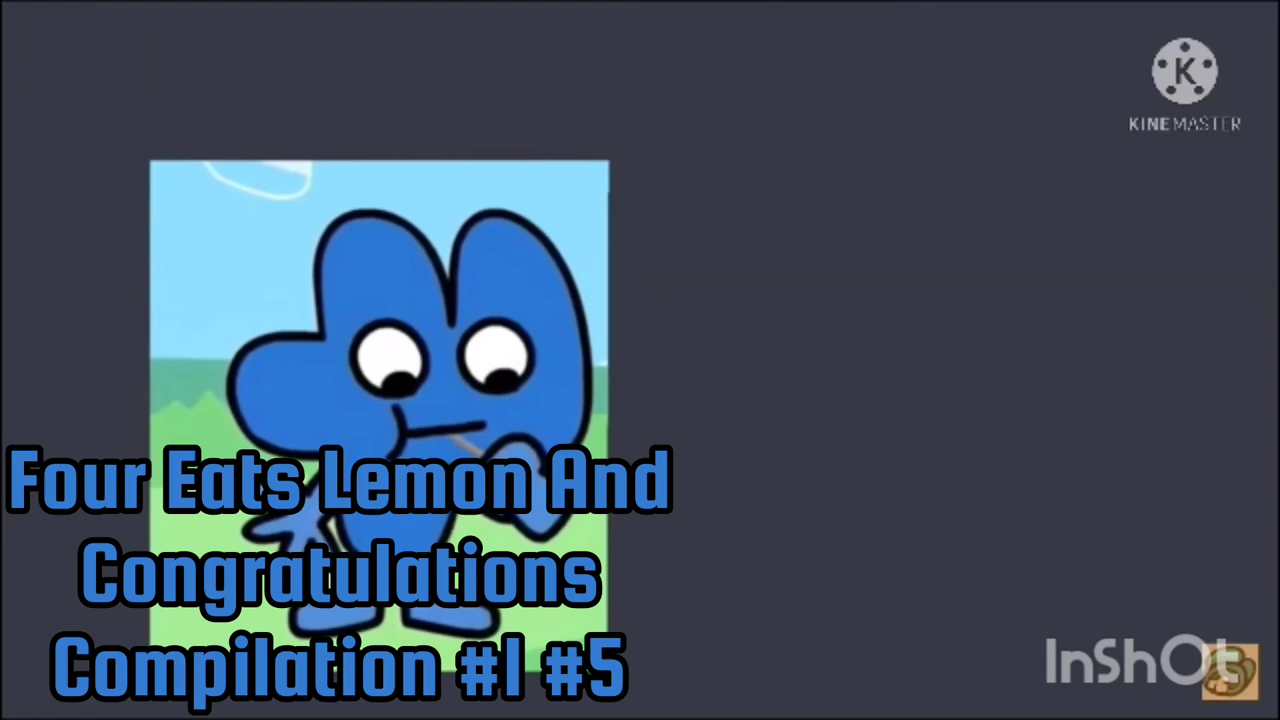 K
KINEMASTER
Four Eats Lemon And
Congratulations
Compilation #1 #5
InShOt